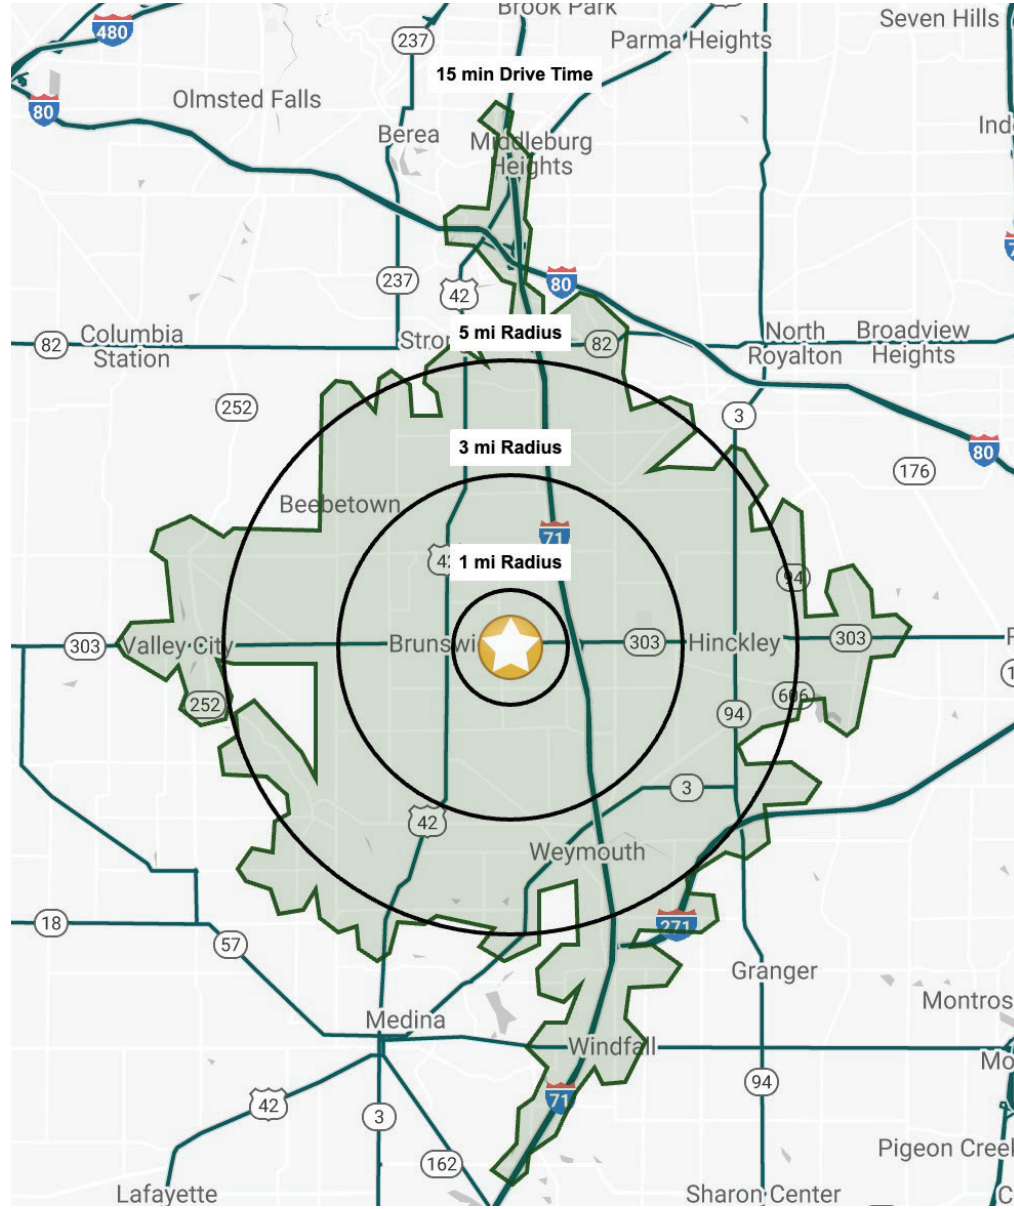 Brook Park
Seven Hills
480
237
Parma Heights
15 min Drive Time
80
Olmsted Falls
Berea
Middleburg
Heights
237
42
80
5 mi Radius
82
Columbia
Station
82
North
Royalton
Broadview
Heights
252
3
3 mi Radius
80
176
Beebetown
71
1 mi Radius
94
303
Valley City
303
Hinckley
303
252
606
94
3
42
Weymouth
18
271
57
Granger
Montros
Medina
Windfall
Mo
71
42
94
3
162
Pigeon Creek
Lafayette
Sharon Center